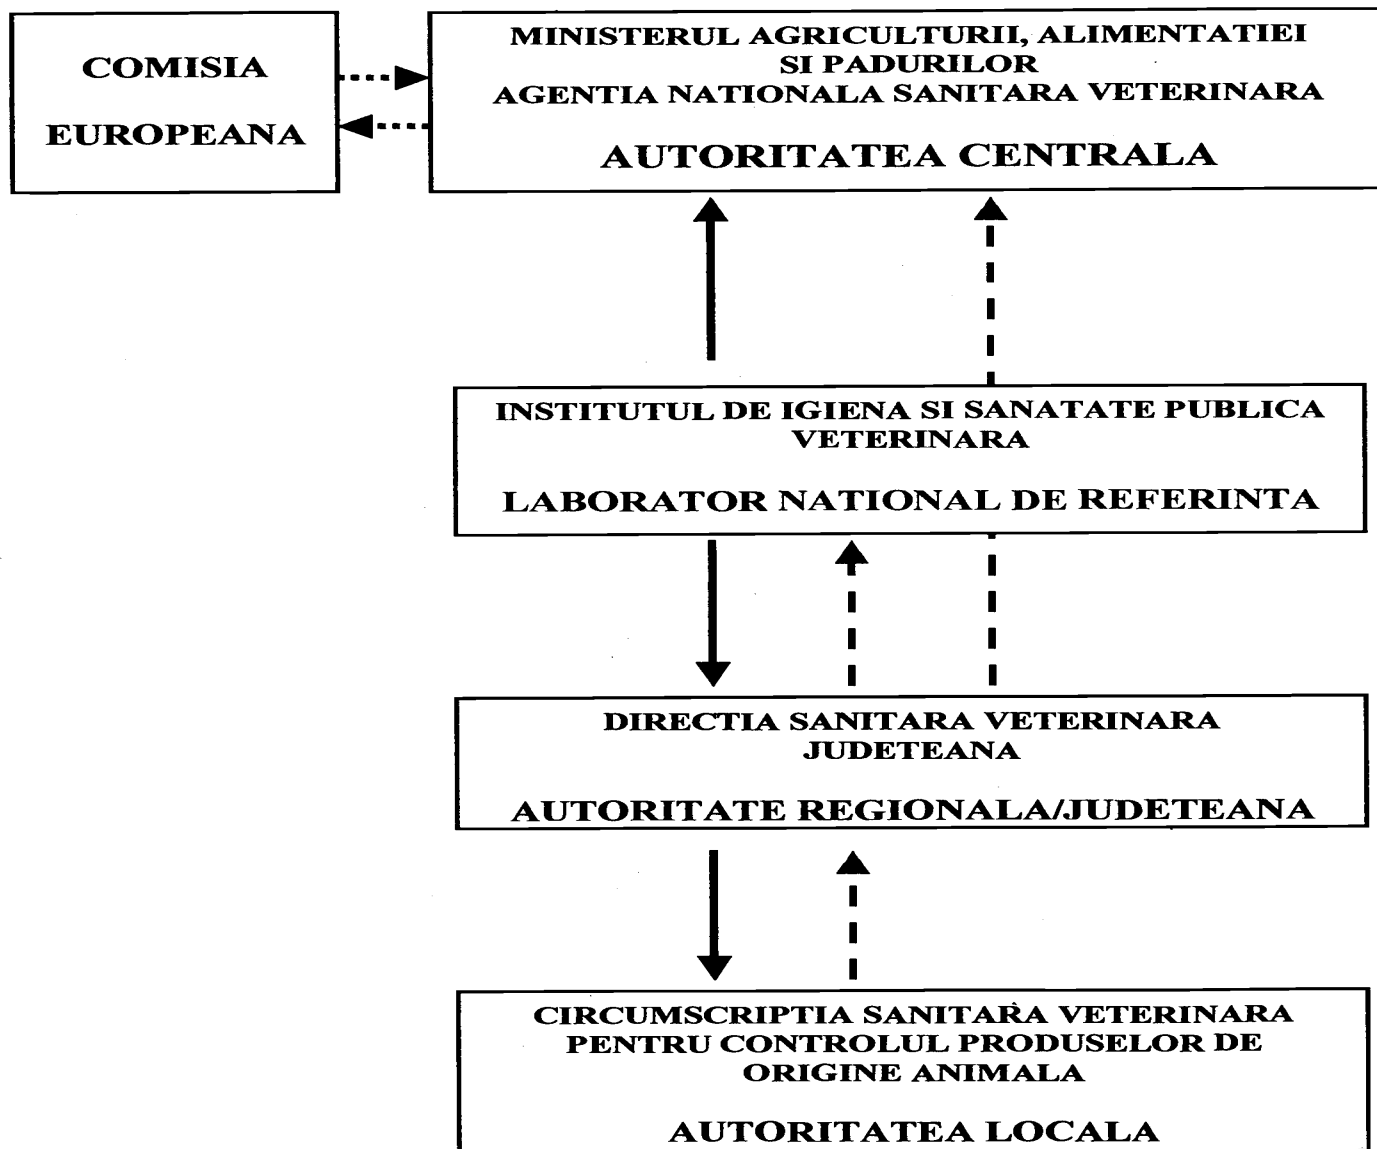 COMISIA
EUROPEANA
MINISTERUL AGRICULTURII, ALIMENTATIEI
SI PADURILOR
AGENTIA NATIONALA SANITARA VETERINARA
AUTORITATEA CENTRALA
INSTITUTUL DE IGIENA SI SANATATE PUBLICA
VETERINARA
LABORATOR NATIONAL DE REFERINTA
DIRECTIA SANITARA VETERINARA
JUDETEANA
AUTORITATE REGIONALA/JUDETEANA
CIRCUMSCRIPTIA SANITARA VETERINARA
PENTRU CONTROLUL PRODUSELOR DE
ORIGINE ANIMALA
AUTORITATEA LOCALA